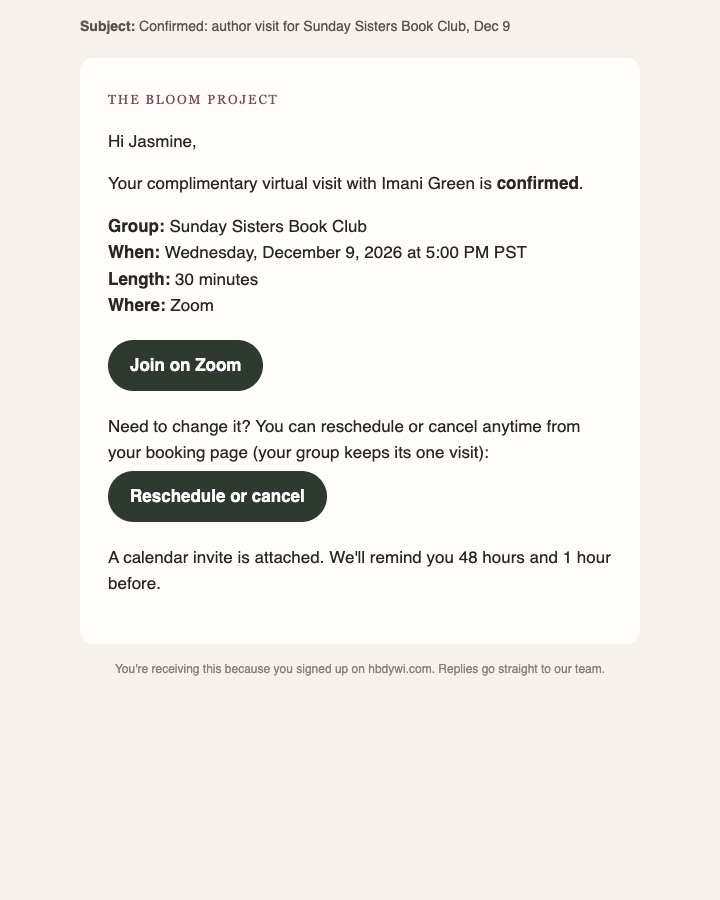 Subject: Confirmed: author visit for Sunday Sisters Book Club, Dec 9
THE BLOOM PROJECT
Hi Jasmine,
Your complimentary virtual visit with Imani Green is confirmed.
Group: Sunday Sisters Book Club
When: Wednesday, December 9, 2026 at 5:00 PM PST
Length: 30 minutes
Where: Zoom
Join on Zoom
Need to change it? You can reschedule or cancel anytime from
your booking page (your group keeps its one visit):
Reschedule or cancel
A calendar invite is attached. We'll remind you 48 hours and 1 hour
before.
You're receiving this because you signed up on hbdywi.com. Replies go straight to our team.